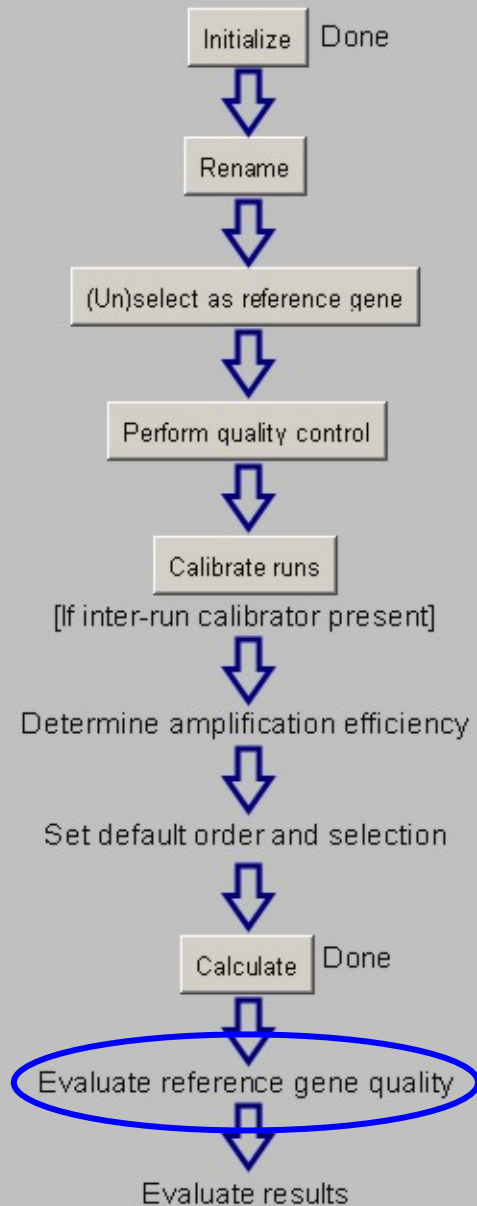 Initialize Done
Rename
(Un)select as reference gene
Perform quality control
Calibrate runs
[If inter-run calibrator present]
Determine amplification efficiency
Set default order and selection
Calculate Done
Evaluate reference gene quality
Evaluate results